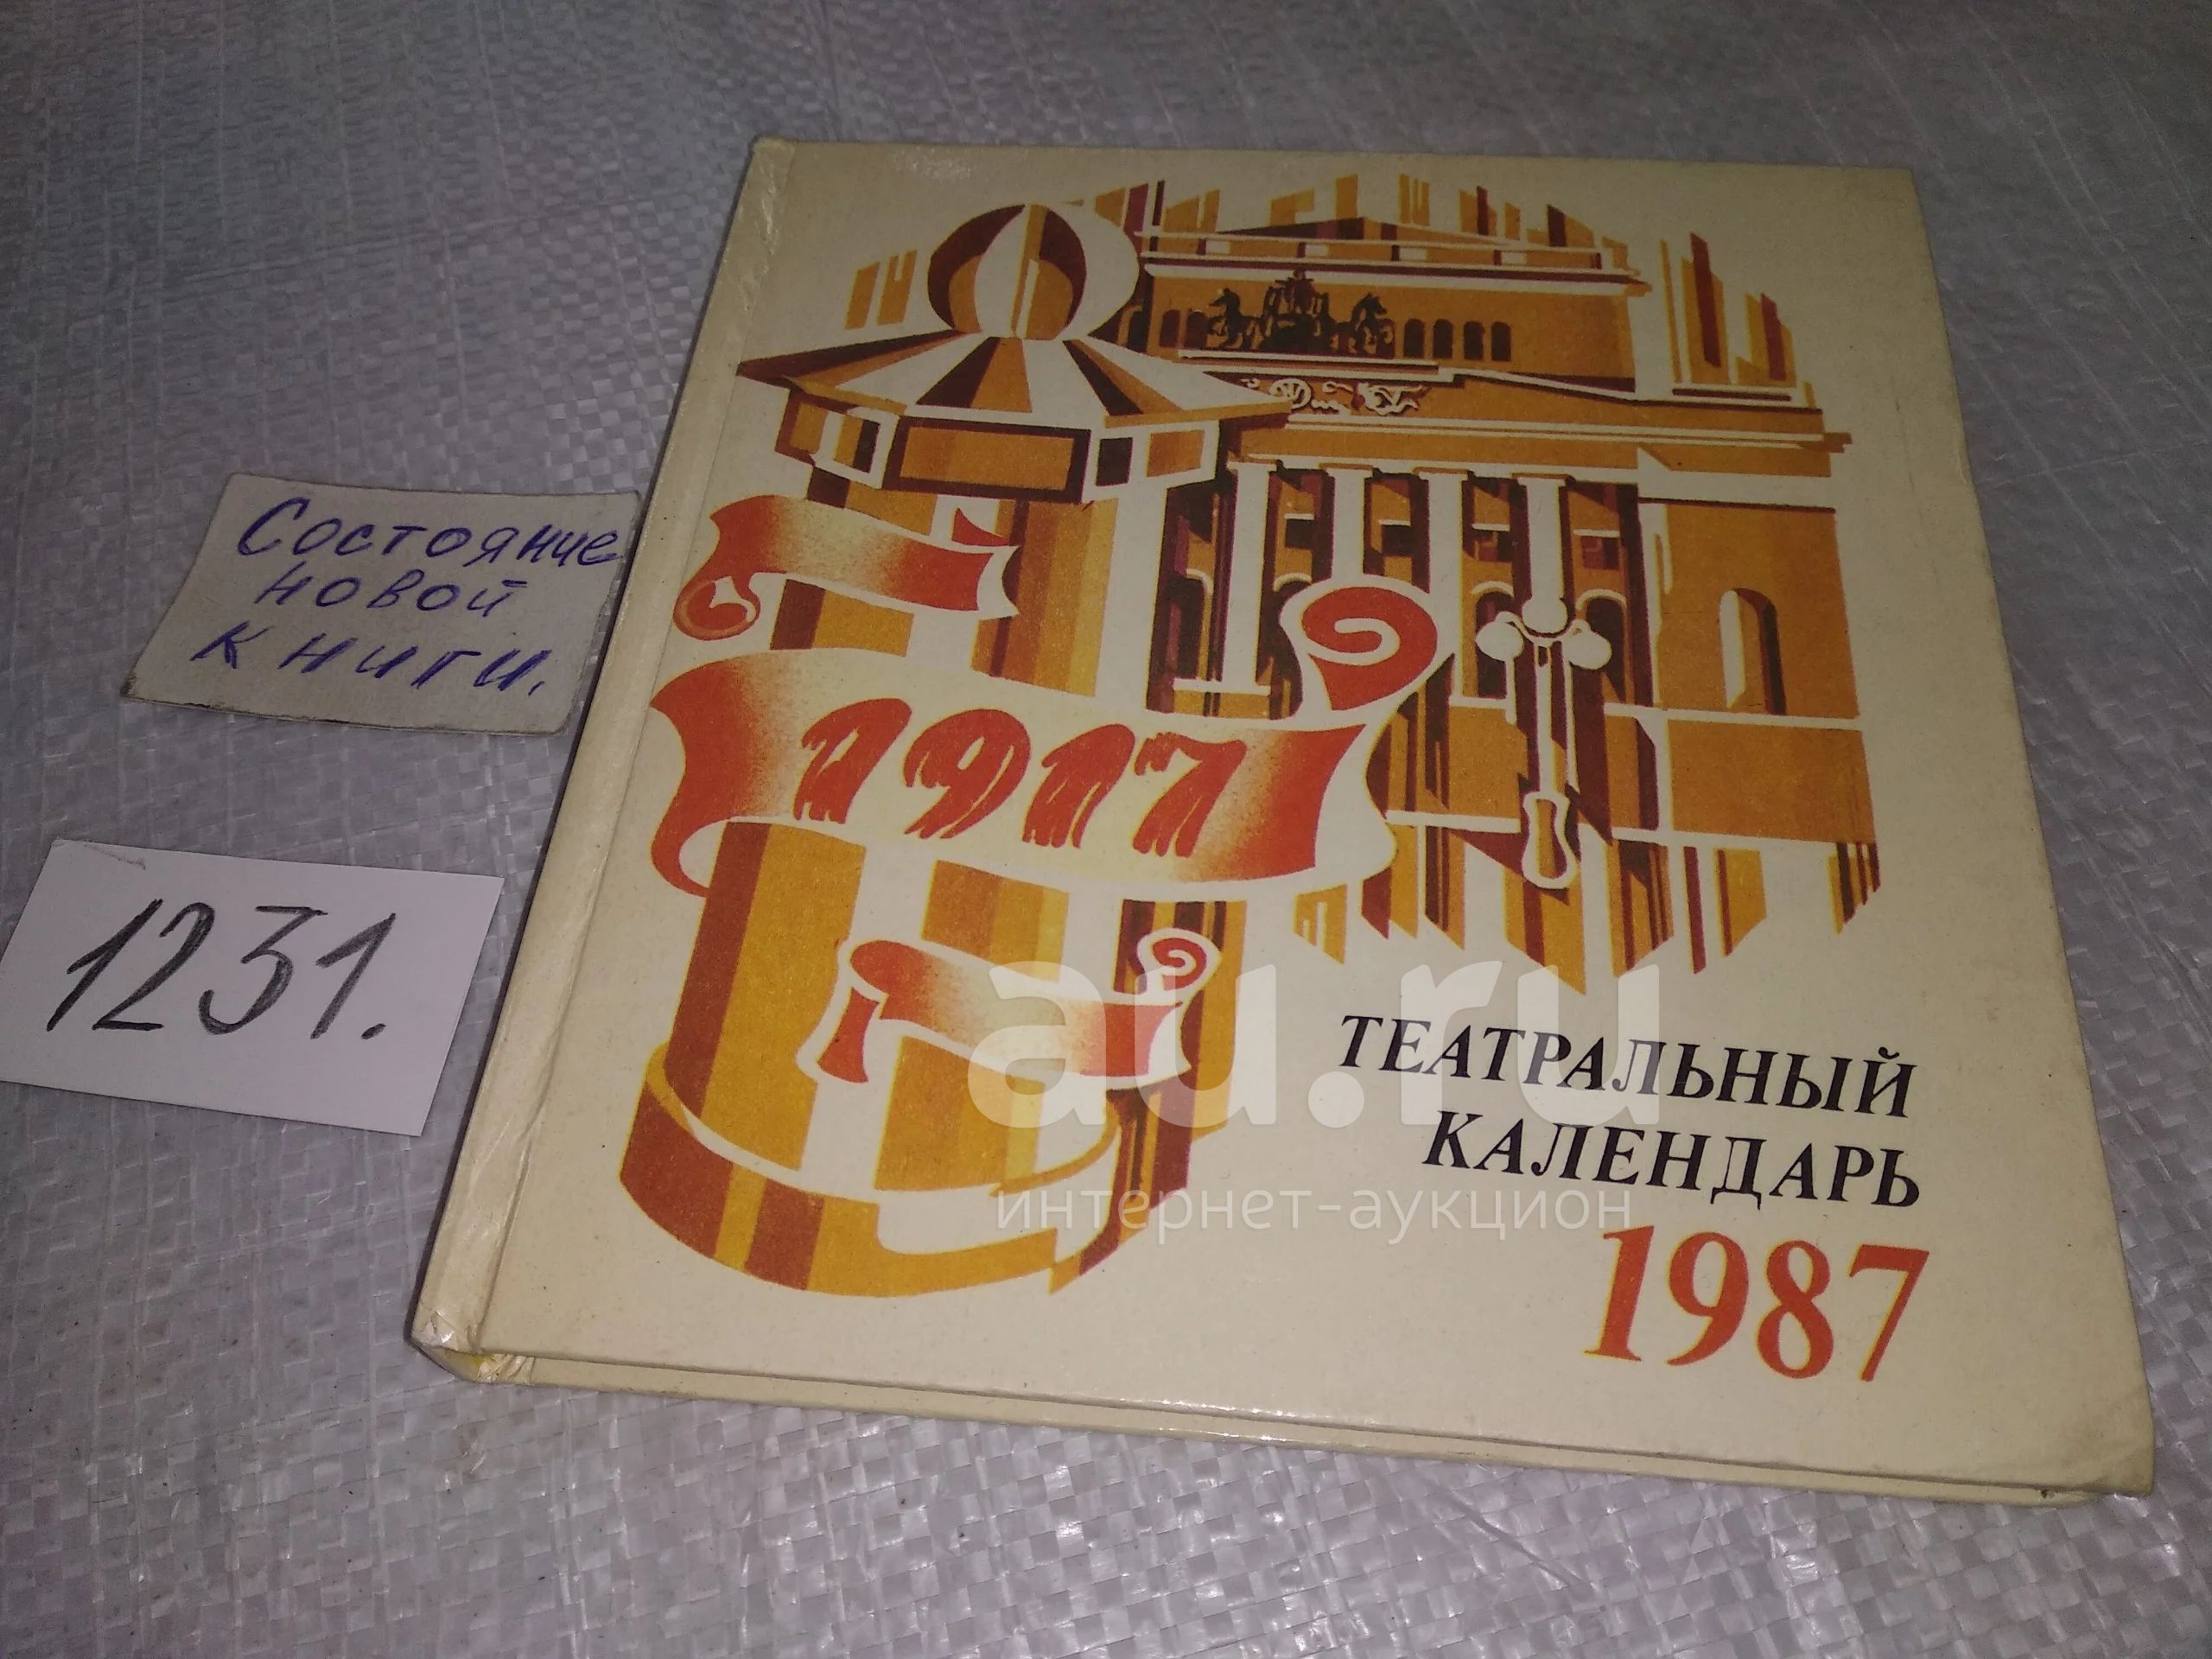 Состояние
новой
книги.
1231.
1917
ТЕАТРАЛЬНЫЙ
КАЛЕНДАРЬ
1987
au.ru
интернет-аукцион